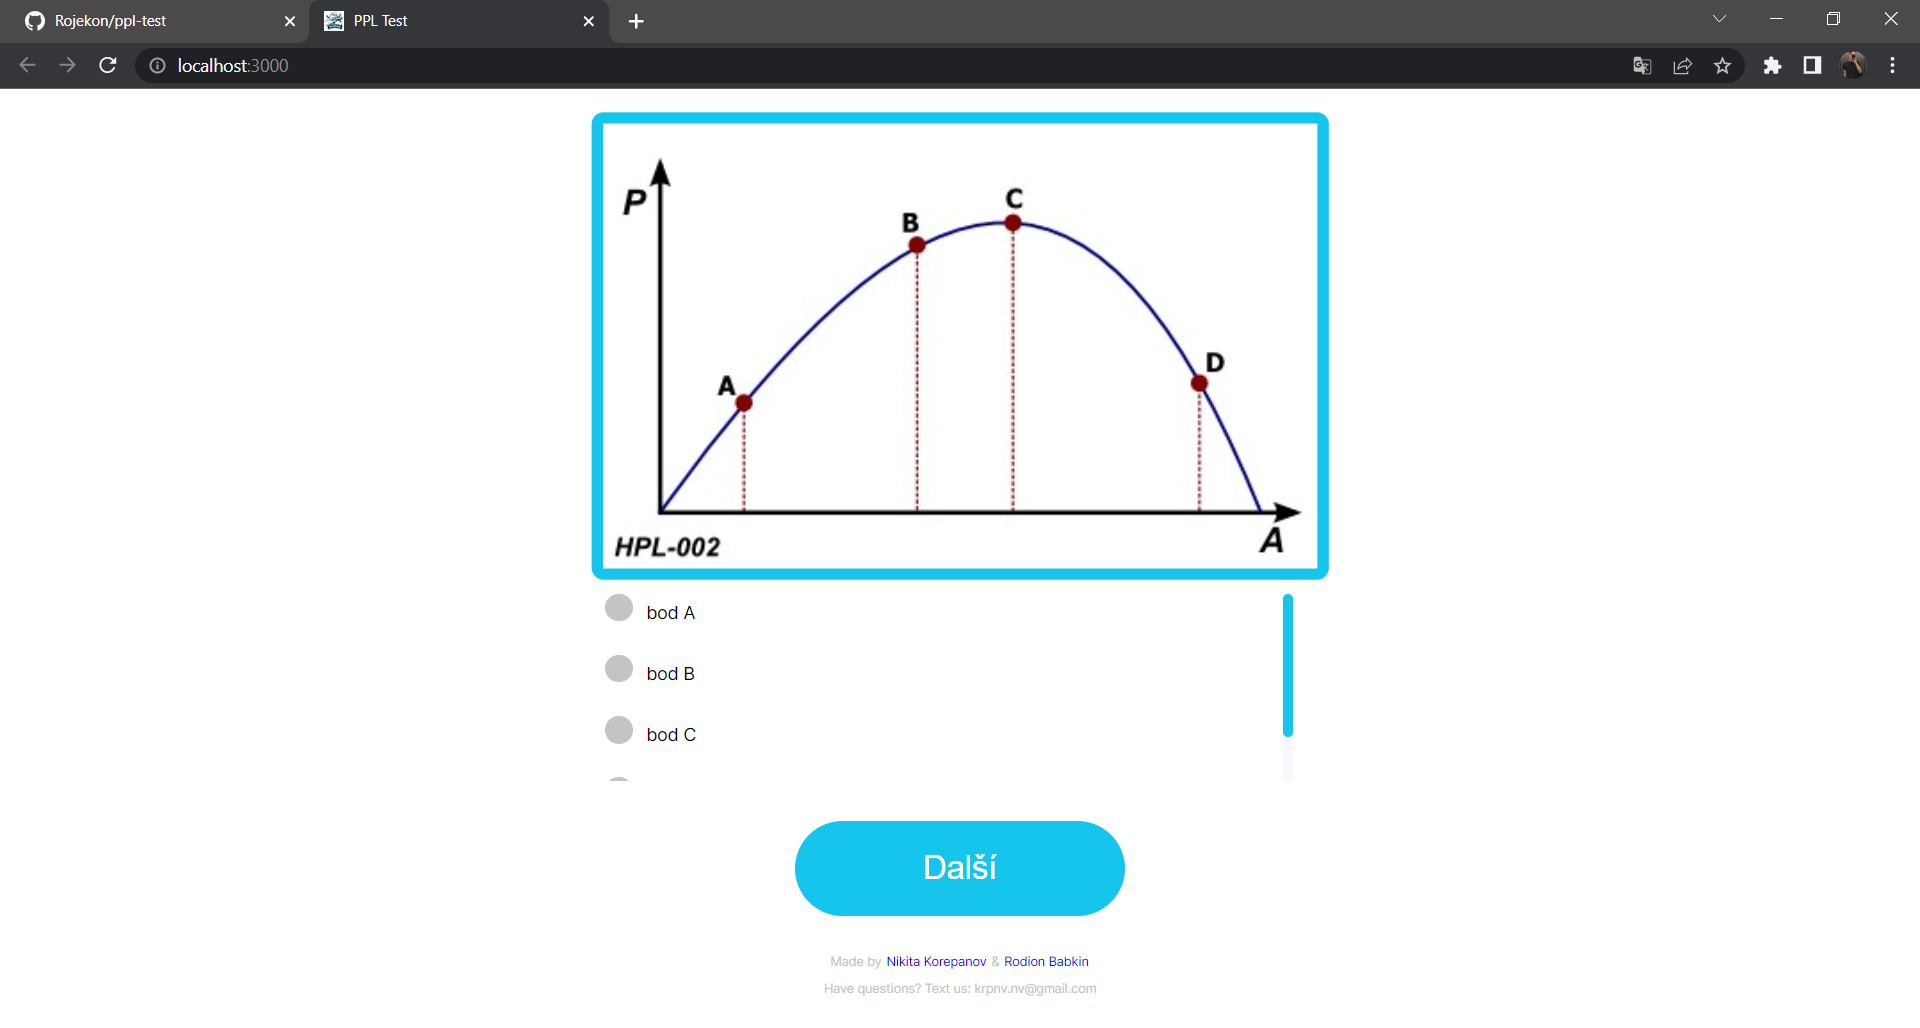 Rojekon/ppl-test
PPL Test
localhost:3000
P
C
B
D
A
A
HPL-002
bod A
bod B
bod C
Další
Made by Nikita Korepanov & Rodion Babkin
Have questions? Text us: krpnv.nv@gmail.com